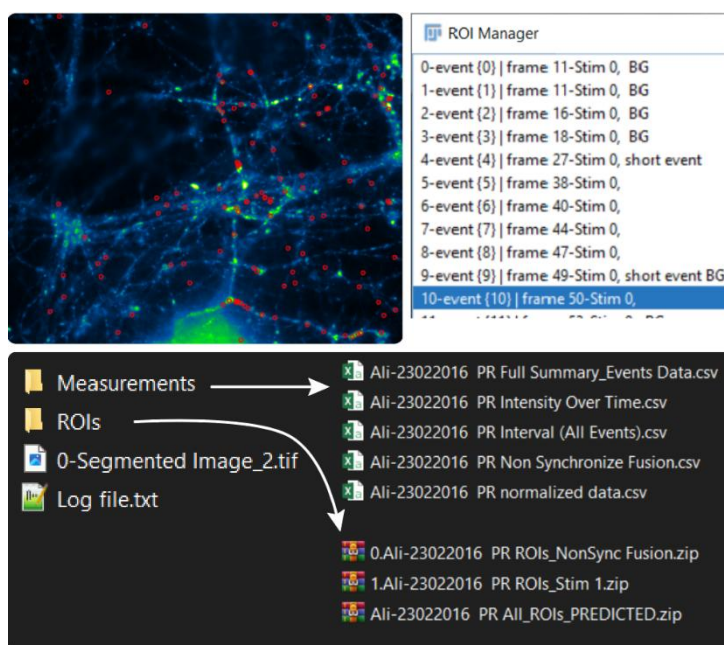 ROI Manager
0-event {0} | frame 11-Stim 0, BG
1-event {1} | frame 11-Stim 0, BG
2-event {2} | frame 16-Stim 0, BG
3-event {3} | frame 18-Stim 0, BG
4-event {4} | frame 27-Stim 0, short event
5-event {5} | frame 38-Stim 0,
6-event {6} | frame 40-Stim 0,
7-event {7} | frame 44-Stim 0,
8-event {8} | frame 47-Stim 0,
9-event {9} | frame 49-Stim 0, short event BG
10-event {10} | frame 50-Stim 0,
Measurements
ROIs
0-Segmented Image_2.tif
Log file.txt
Ali-23022016 PR Full Summary_Events Data.csv
Ali-23022016 PR Intensity Over Time.csv
Ali-23022016 PR Interval (All Events).csv
Ali-23022016 PR Non Synchronize Fusion.csv
Ali-23022016 PR normalized data.csv
0.Ali-23022016 PR ROIs_NonSync Fusion.zip
1.Ali-23022016 PR ROIs_Stim 1.zip
Ali-23022016 PR All_ROIs_PREDICTED.zip